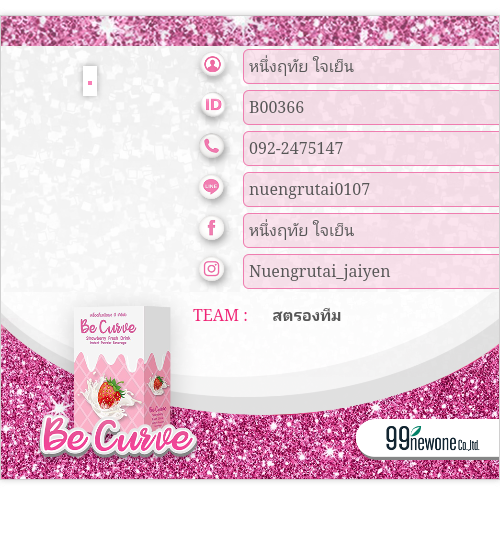 หนึ่งฤทัย ใจเย็น
ID
B00366
092-2475147
LINE
nuengrutai0107
หนึ่งฤทัย ใจเย็น
Nuengrutai_jaiyen
TEAM : สตรองทีม
Be Curve
Strawberry Fresh Drink
Be Curve
99newone Co.,ltd.